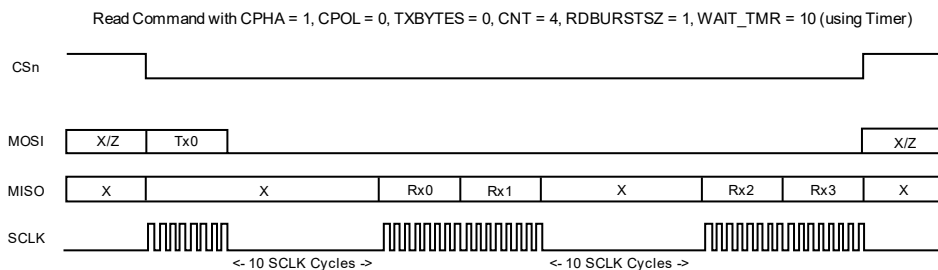 Read Command with CPHA = 1, CPOL = 0, TXBYTES = 0, CNT = 4, RDBURSTSZ = 1, WAIT_TMR = 10 (using Timer)
CSn
MOSI X/Z Tx0 X/Z
MISO X X Rx0 Rx1 X Rx2 Rx3 X
SCLK
<- 10 SCLK Cycles -> <- 10 SCLK Cycles ->